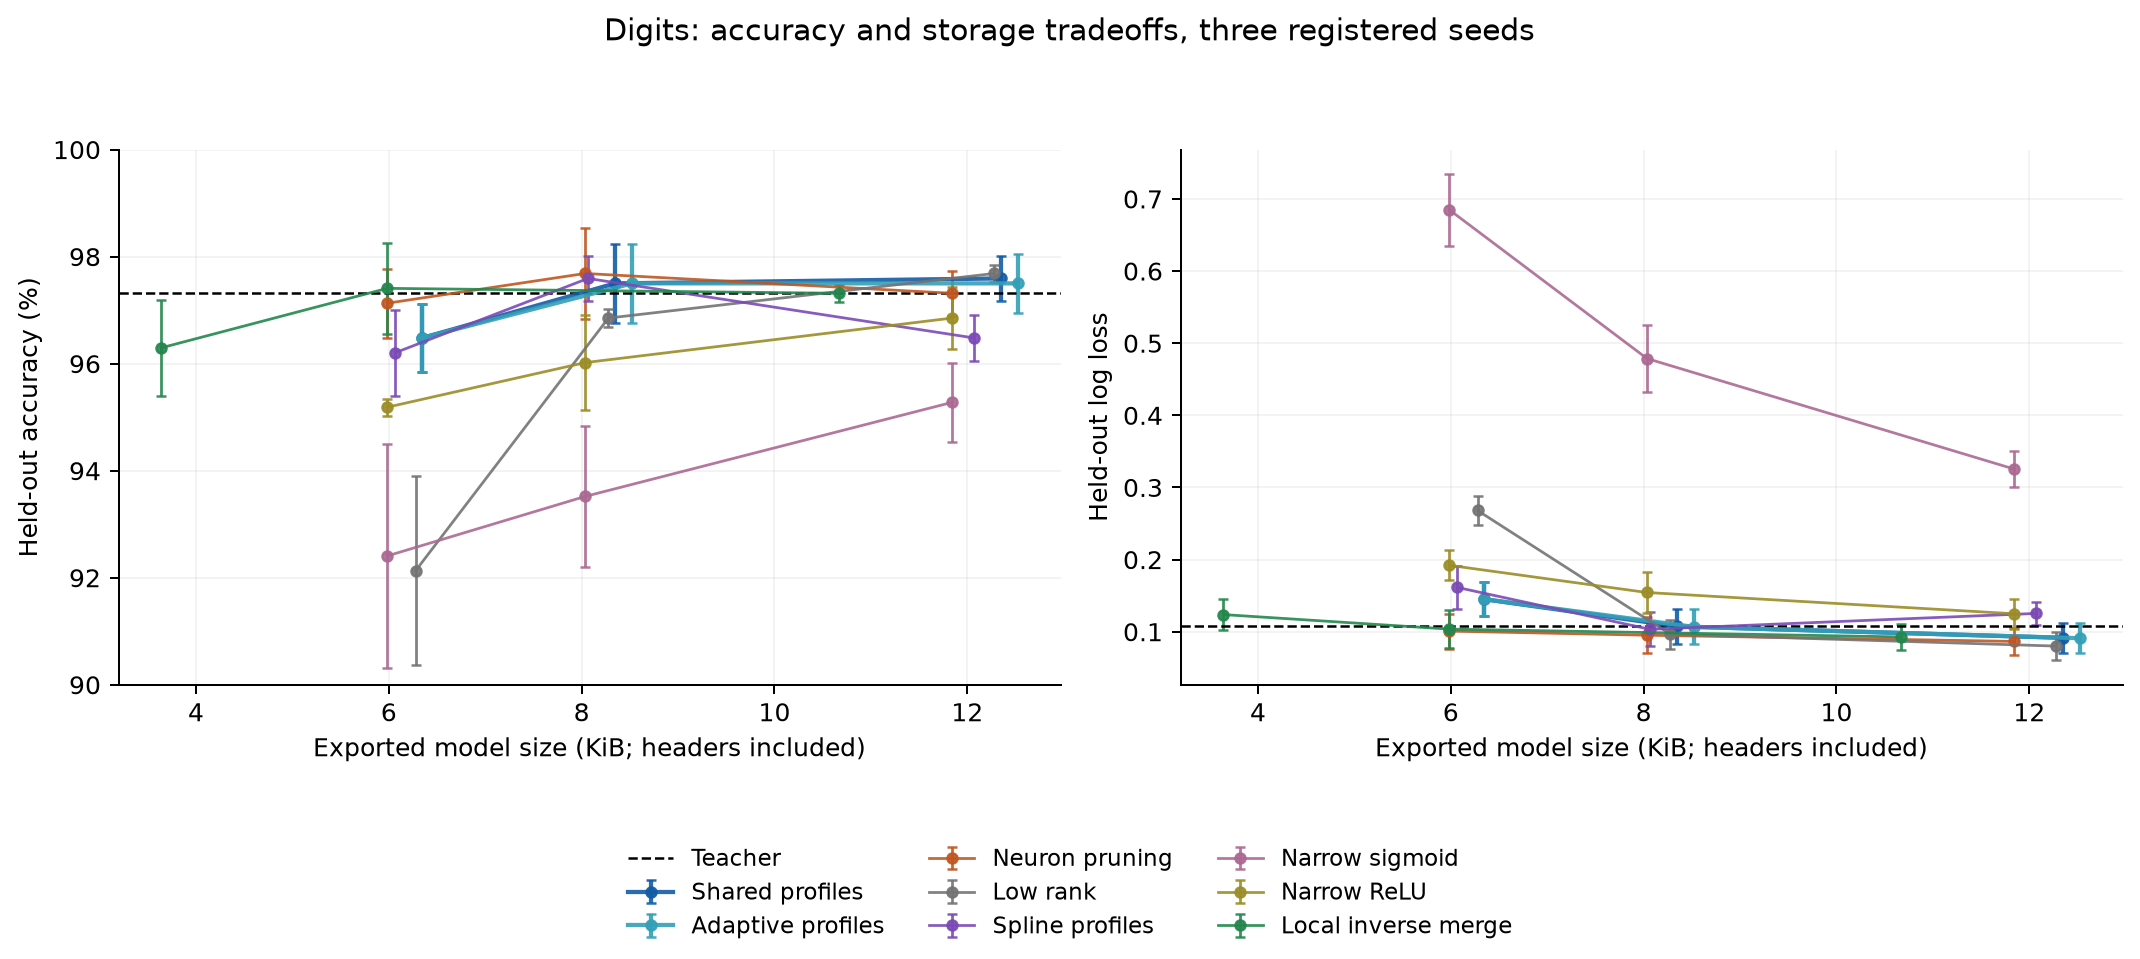 Digits: accuracy and storage tradeoffs, three registered seeds
Held-out accuracy (%)
100
98
96
94
92
90
4 6 8 10 12
Exported model size (KiB; headers included)
Held-out log loss
0.7
0.6
0.5
0.4
0.3
0.2
0.1
4 6 8 10 12
Exported model size (KiB; headers included)
Teacher
Shared profiles
Adaptive profiles
Neuron pruning
Low rank
Spline profiles
Narrow sigmoid
Narrow ReLU
Local inverse merge